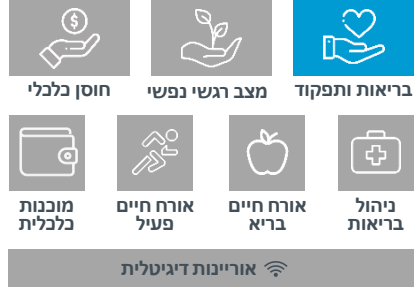 בריאות ותפקוד
מצב רגשי נפשי
חוסן כלכלי
ניהול
בריאות
אורח חיים
בריא
אורח חיים
פעיל
מוכנות
כלכלית
אוריינות דיגיטלית